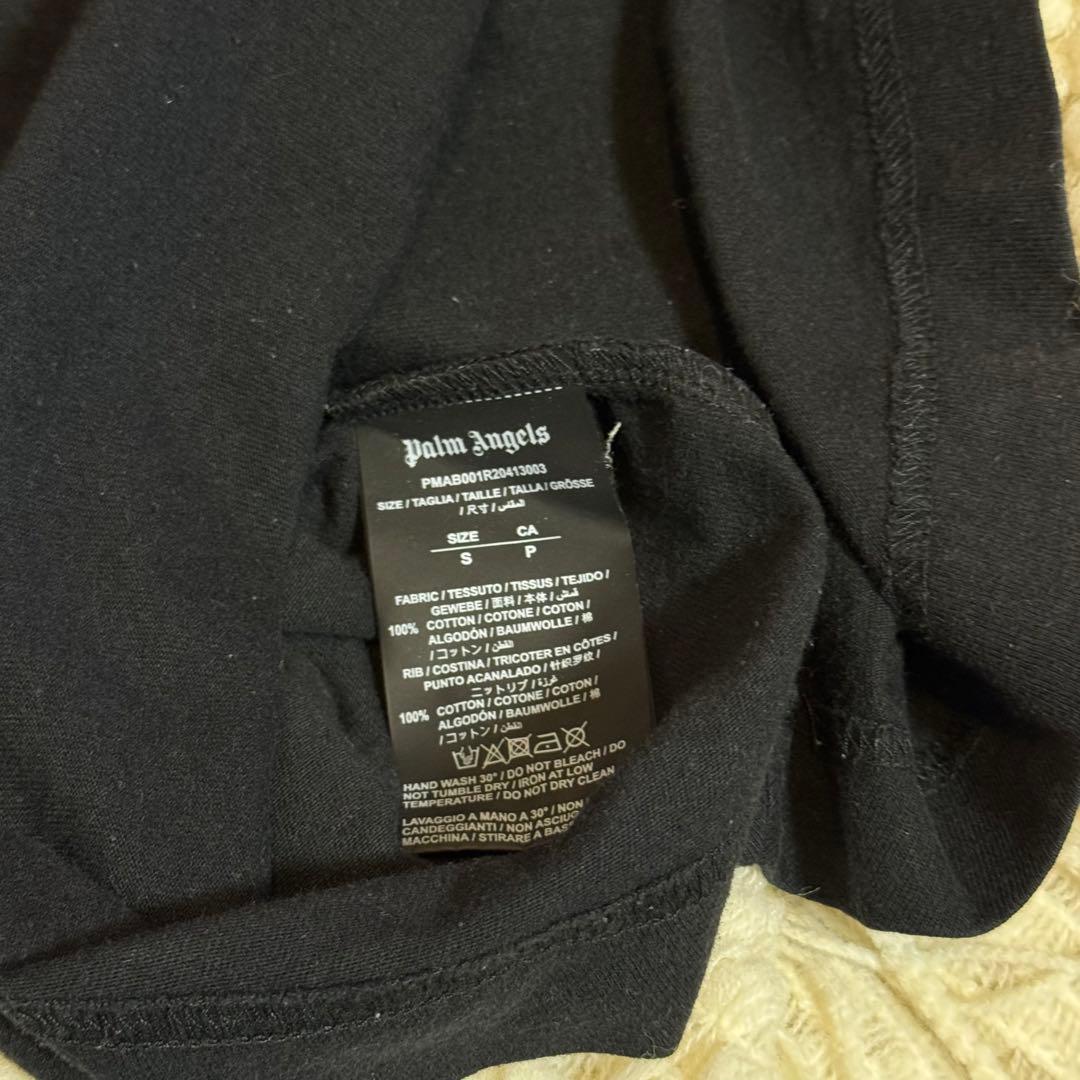 Palm Angels
PMAB001R20413003
SIZE / TAGLIA / TAILLE / TALLA / GRÖSSE
/ 尺寸 / المقاس
SIZE CA
S P
FABRIC / TESSUTO / TISSUS / TEJIDO /
GEWEBE / 面料 / 本体 / قماش /
100% COTTON / COTONE / COTON /
ALGODÓN / BAUMWOLLE / 棉
/ コットン / القطن
RIB / COSTINA / TRICOTER EN CÔTES /
PUNTO ACANALADO / 针织罗纹 /
ニットリブ / غرزة
100% COTTON / COTONE / COTON /
ALGODÓN / BAUMWOLLE / 棉
/ コットン / القطن
HAND WASH 30° / DO NOT BLEACH / DO
NOT TUMBLE DRY / IRON AT LOW
TEMPERATURE / DO NOT DRY CLEAN
LAVAGGIO A MANO A 30° / NON
CANDEGGIANTI / NON ASCIUG
MACCHINA / STIRARE A BAS